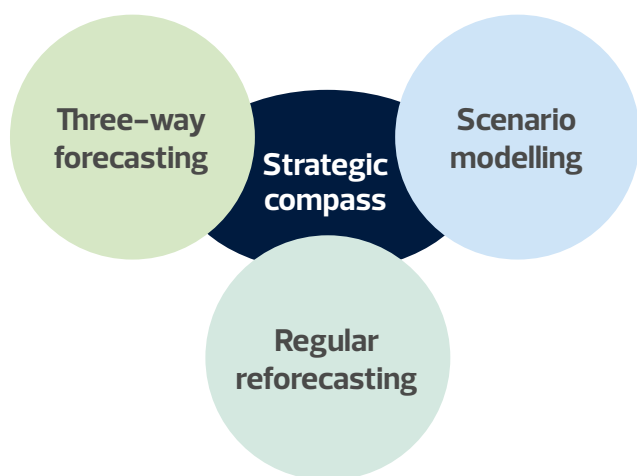 Three-way
forecasting
Strategic
compass
Scenario
modelling
Regular
reforecasting